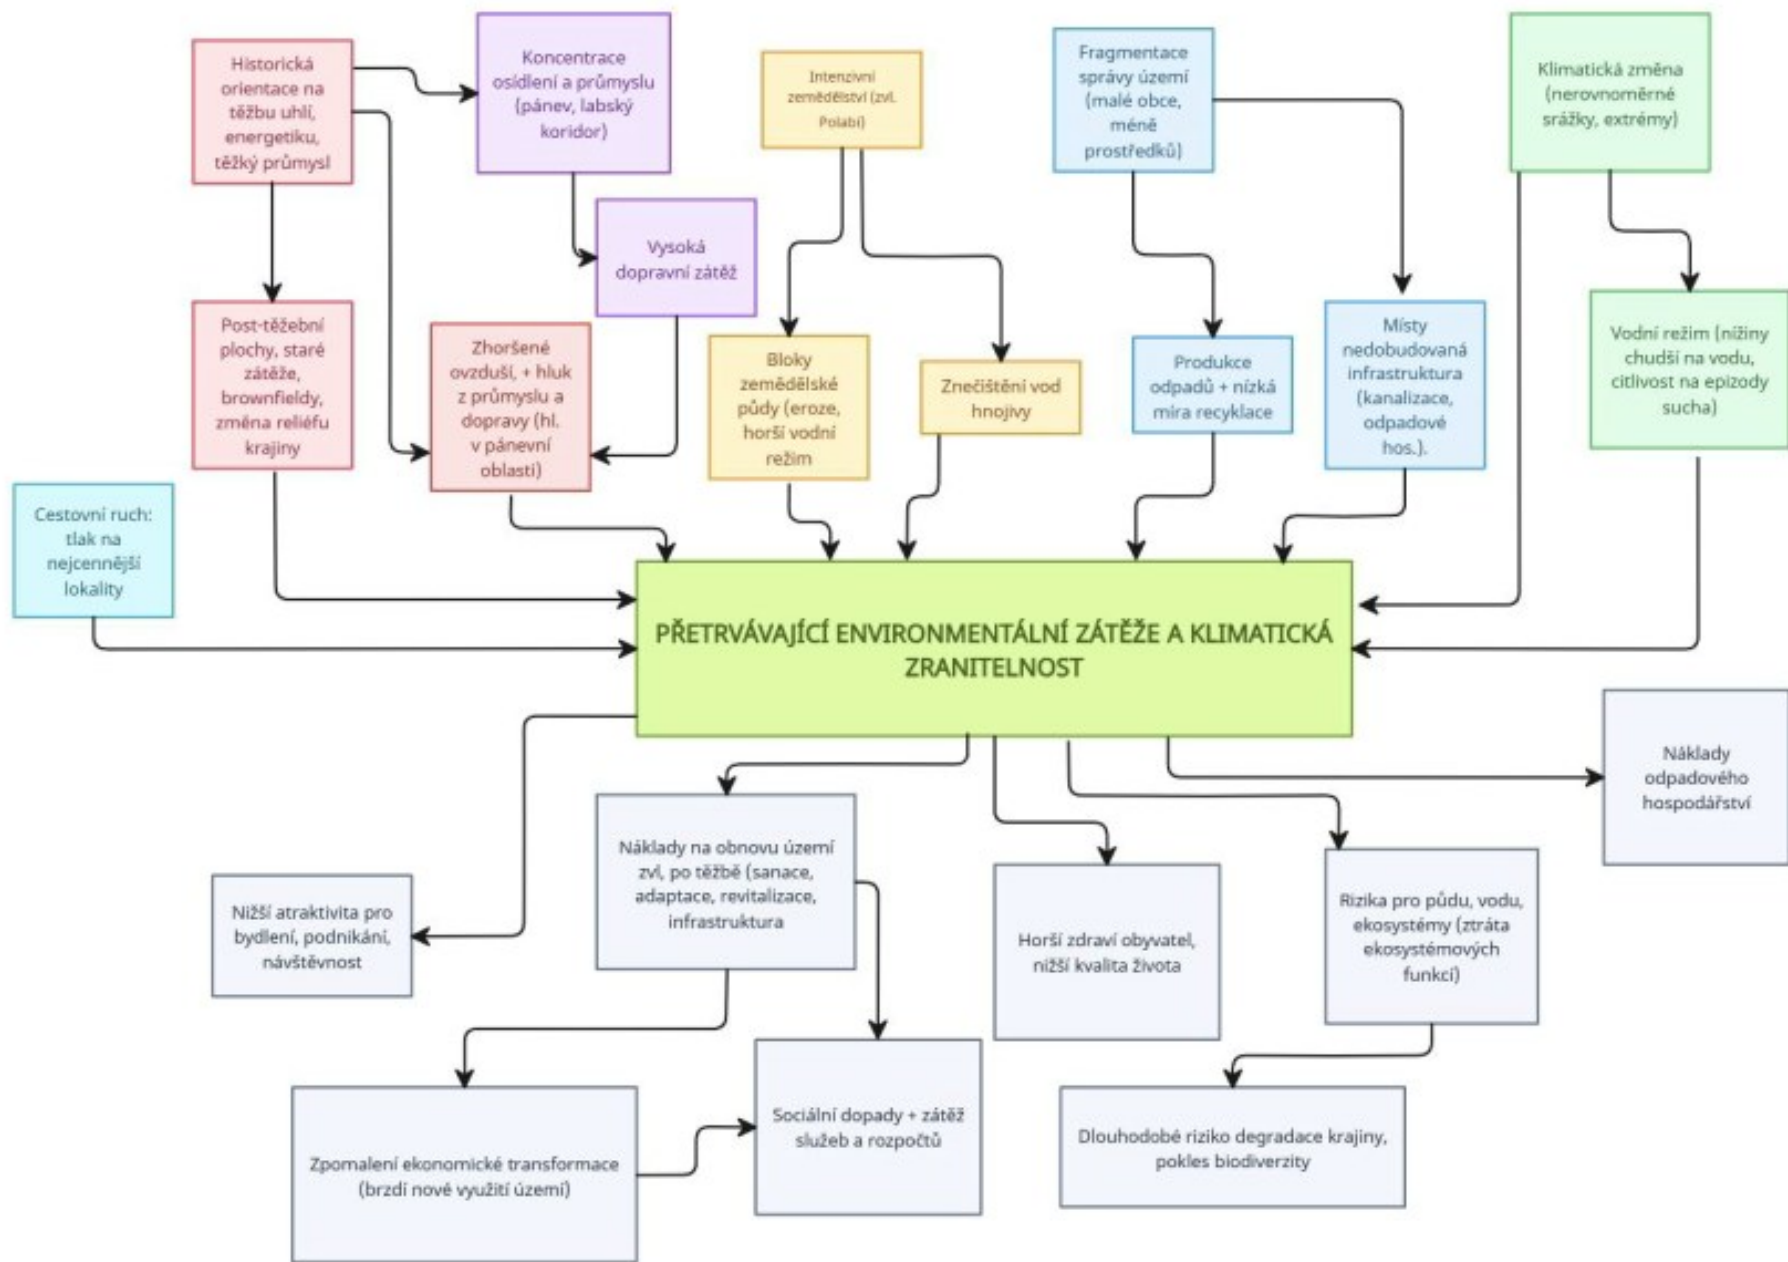 Historická
orientace na
těžbu uhlí,
energetiku,
těžký průmysl
Koncentrace
osídlení a průmyslu
(pánev, labský
koridor)
Intenzivní
zemědělství (zvl.
Polabí)
Fragmentace
správy území
(malé obce,
méně
prostředků)
Klimatická změna
(nerovnoměrné
srážky, extrémy)
Vysoká
dopravní zátěž
Post-těžební
plochy, staré
zátěže,
brownfieldy,
změna reliéfu
krajiny
Zhoršené
ovzduší, + hluk
z průmyslu a
dopravy (hl.
v pánevní
oblasti)
Bloky
zemědělské
půdy (eroze,
horší vodní
režim
Znečištění vod
hnojivy
Produkce
odpadů + nízká
míra recyklace
Místy
nedobudovaná
infrastruktura
(kanalizace,
odpadové
hos.).
Vodní režim (nížiny
chudší na vodu,
citlivost na epizody
sucha)
Cestovní ruch:
tlak na
nejcennější
lokality
PŘETRVÁVAJÍCÍ ENVIRONMENTÁLNÍ ZÁTĚŽE A KLIMATICKÁ
ZRANITELNOST
Náklady
odpadového
hospodářství
Náklady na obnovu území
zvl, po těžbě (sanace,
adaptace, revitalizace,
infrastruktura
Nižší atraktivita pro
bydlení, podnikání,
návštěvnost
Horší zdraví obyvatel,
nižší kvalita života
Rizika pro půdu, vodu,
ekosystémy (ztráta
ekosystémových
funkcí)
Zpomalení ekonomické transformace
(brzdí nové využití území)
Sociální dopady + zátěž
služeb a rozpočtů
Dlouhodobé riziko degradace krajiny,
pokles biodiverzity